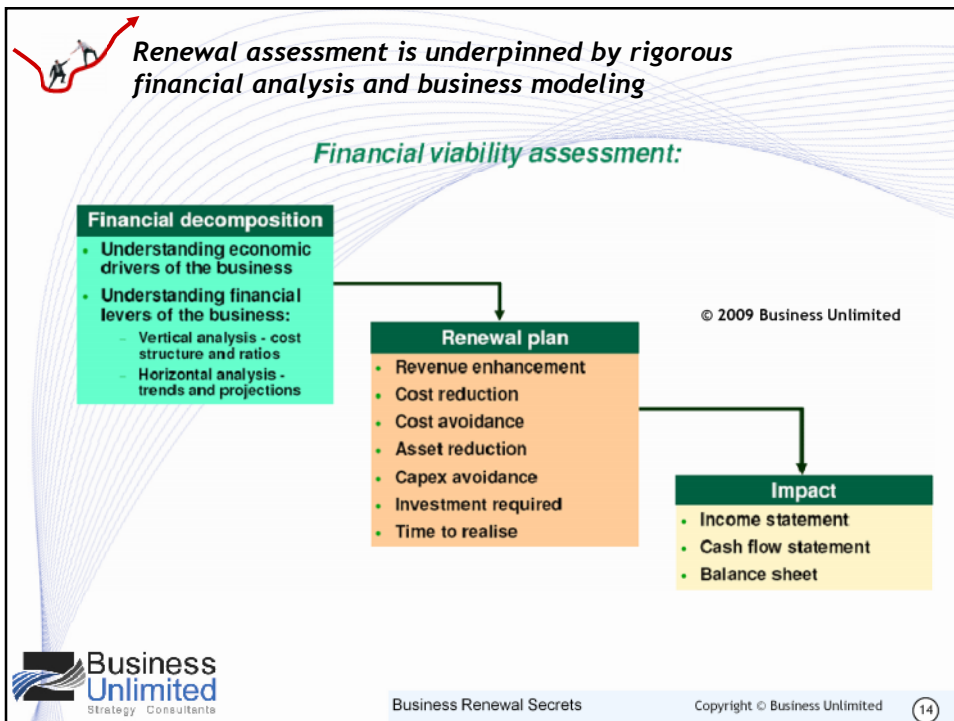 Renewal assessment is underpinned by rigorous
financial analysis and business modeling
Financial viability assessment:
Financial decomposition
• Understanding economic
drivers of the business
• Understanding financial
levers of the business:
– Vertical analysis - cost
structure and ratios
– Horizontal analysis -
trends and projections
© 2009 Business Unlimited
Renewal plan
• Revenue enhancement
• Cost reduction
• Cost avoidance
• Asset reduction
• Capex avoidance
• Investment required
• Time to realise
Impact
• Income statement
• Cash flow statement
• Balance sheet
Business
Unlimited
Strategy Consultants
Business Renewal Secrets
Copyright © Business Unlimited
14